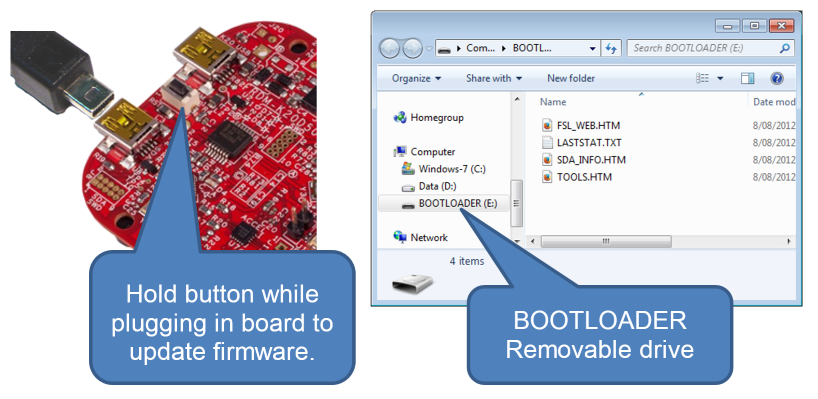 J20
Com...
BOOTL...
Search BOOTLOADER (E:)
Organize
Share with
New folder
Name
Date mod
Homegroup
Computer
Windows-7 (C:)
Data (D:)
BOOTLOADER (E:)
Network
FSL_WEB.HTM
8/08/2012
LASTSTAT.TXT
8/08/2012
SDA_INFO.HTM
8/08/2012
TOOLS.HTM
8/08/2012
4 items
Hold button while
plugging in board to
update firmware.
BOOTLOADER
Removable drive